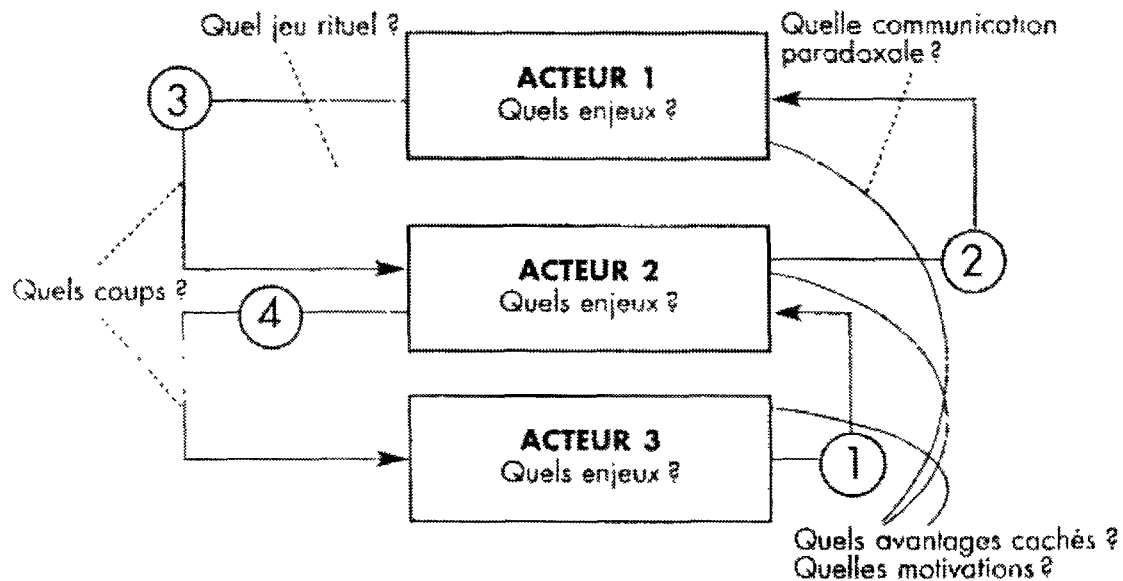 Quel jeu rituel ?
Quelle communication
paradoxale ?
ACTEUR 1
Quels enjeux ?
3
2
ACTEUR 2
Quels enjeux ?
Quels coups ?
4
ACTEUR 3
Quels enjeux ?
1
Quels avantages cachés ?
Quelles motivations ?